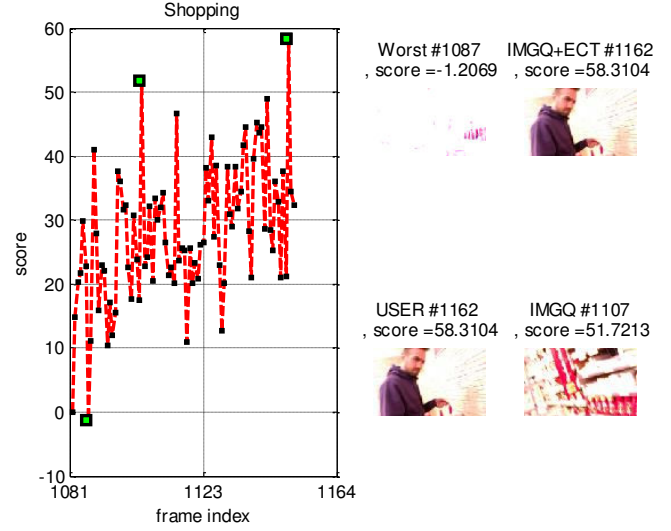 Shopping
60
50
40
30
20
10
0
-10
score
1081
1123
1164
frame index
Worst #1087
, score =-1.2069
IMGQ+ECT #1162
, score =58.3104
USER #1162
, score =58.3104
IMGQ #1107
, score =51.7213